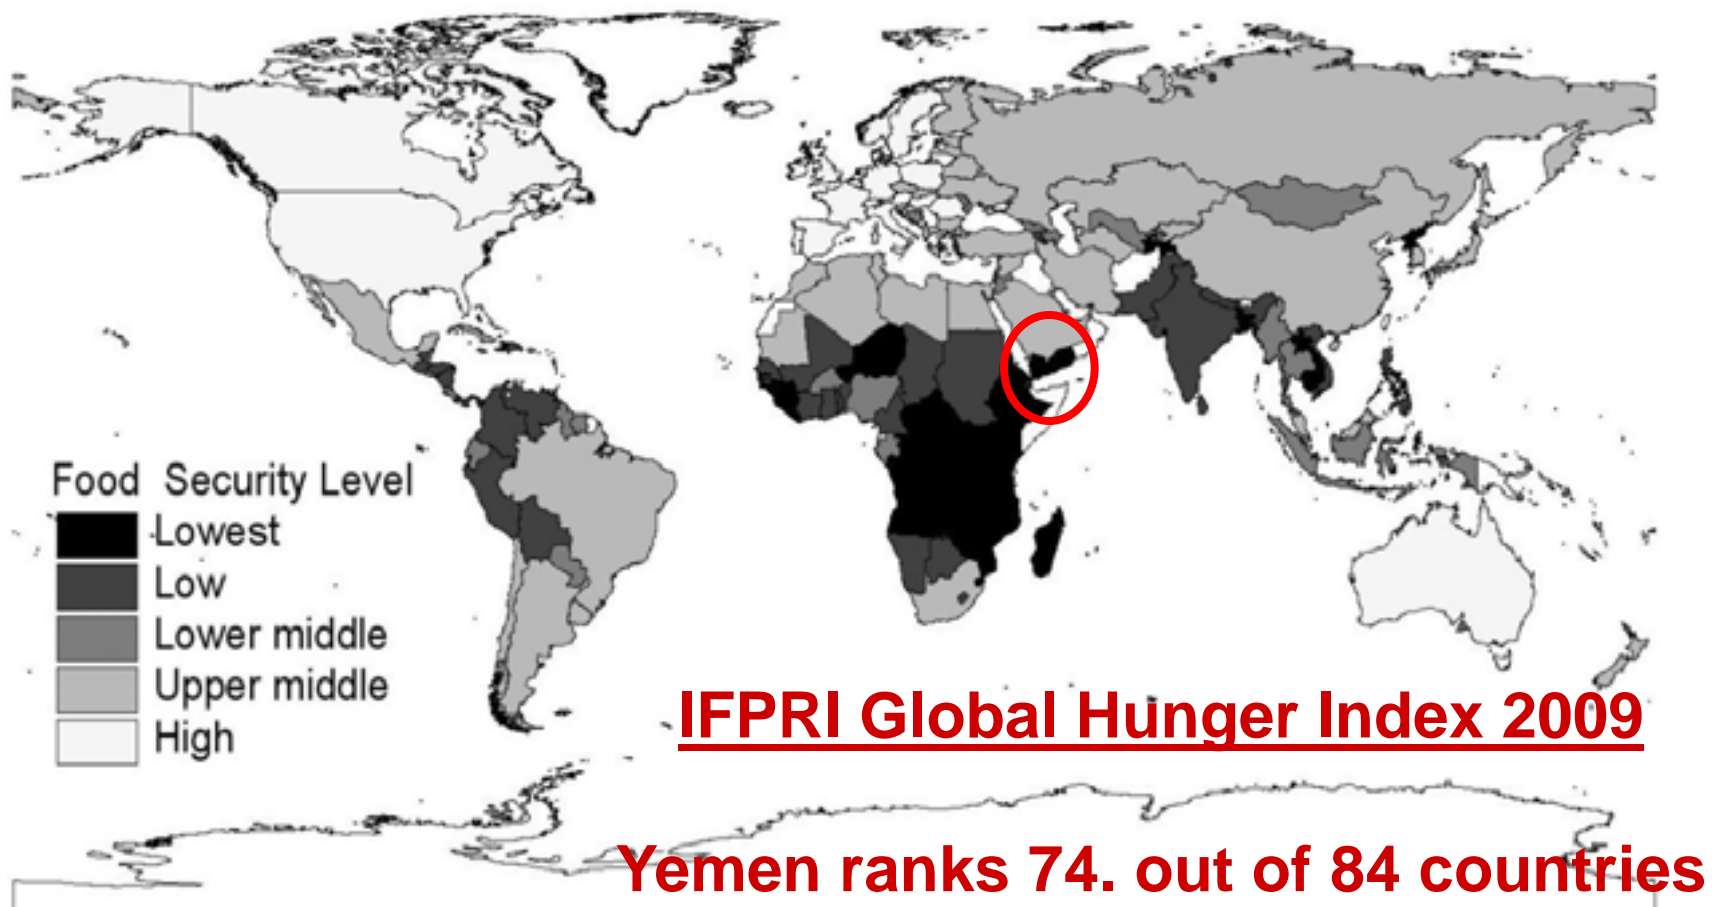 Food Security Level
Lowest
Low
Lower middle
Upper middle
High
IFPRI Global Hunger Index 2009
Yemen ranks 74. out of 84 countries